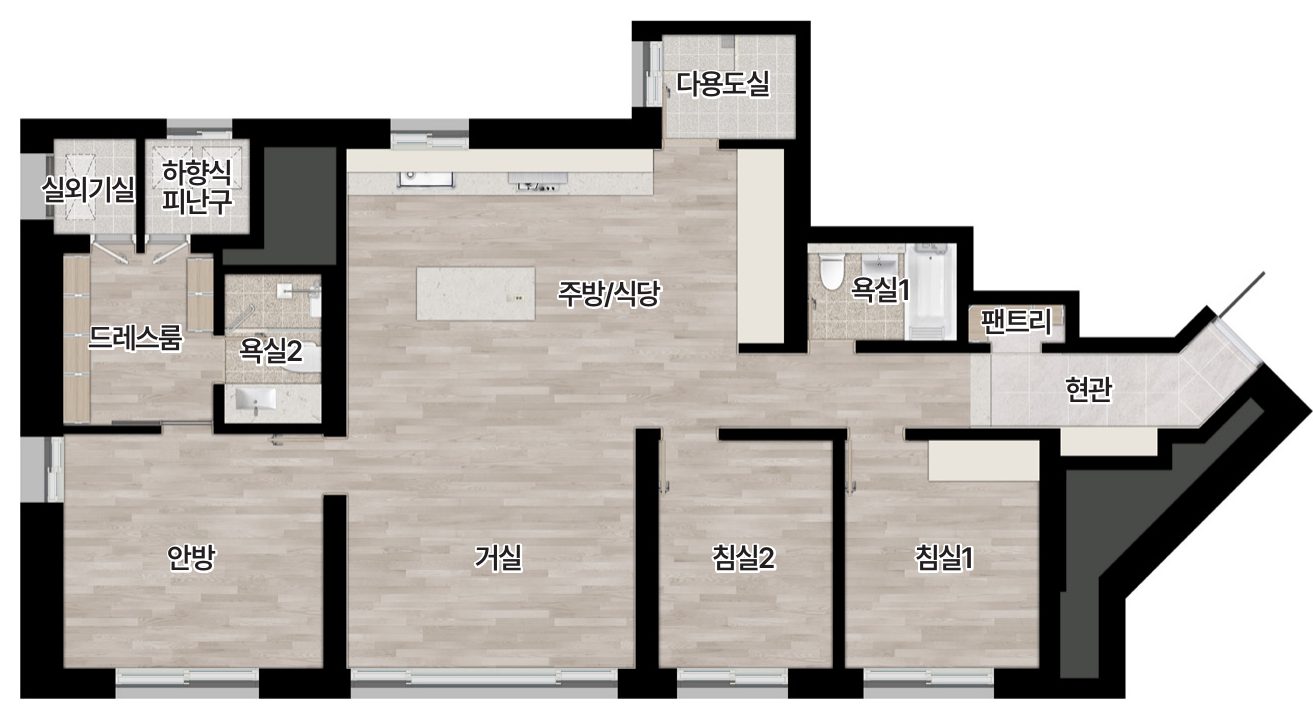 다용도실
실외기실
하향식
피난구
주방/식당
욕실1
팬트리
드레스룸
욕실2
현관
안방
거실
침실2
침실1